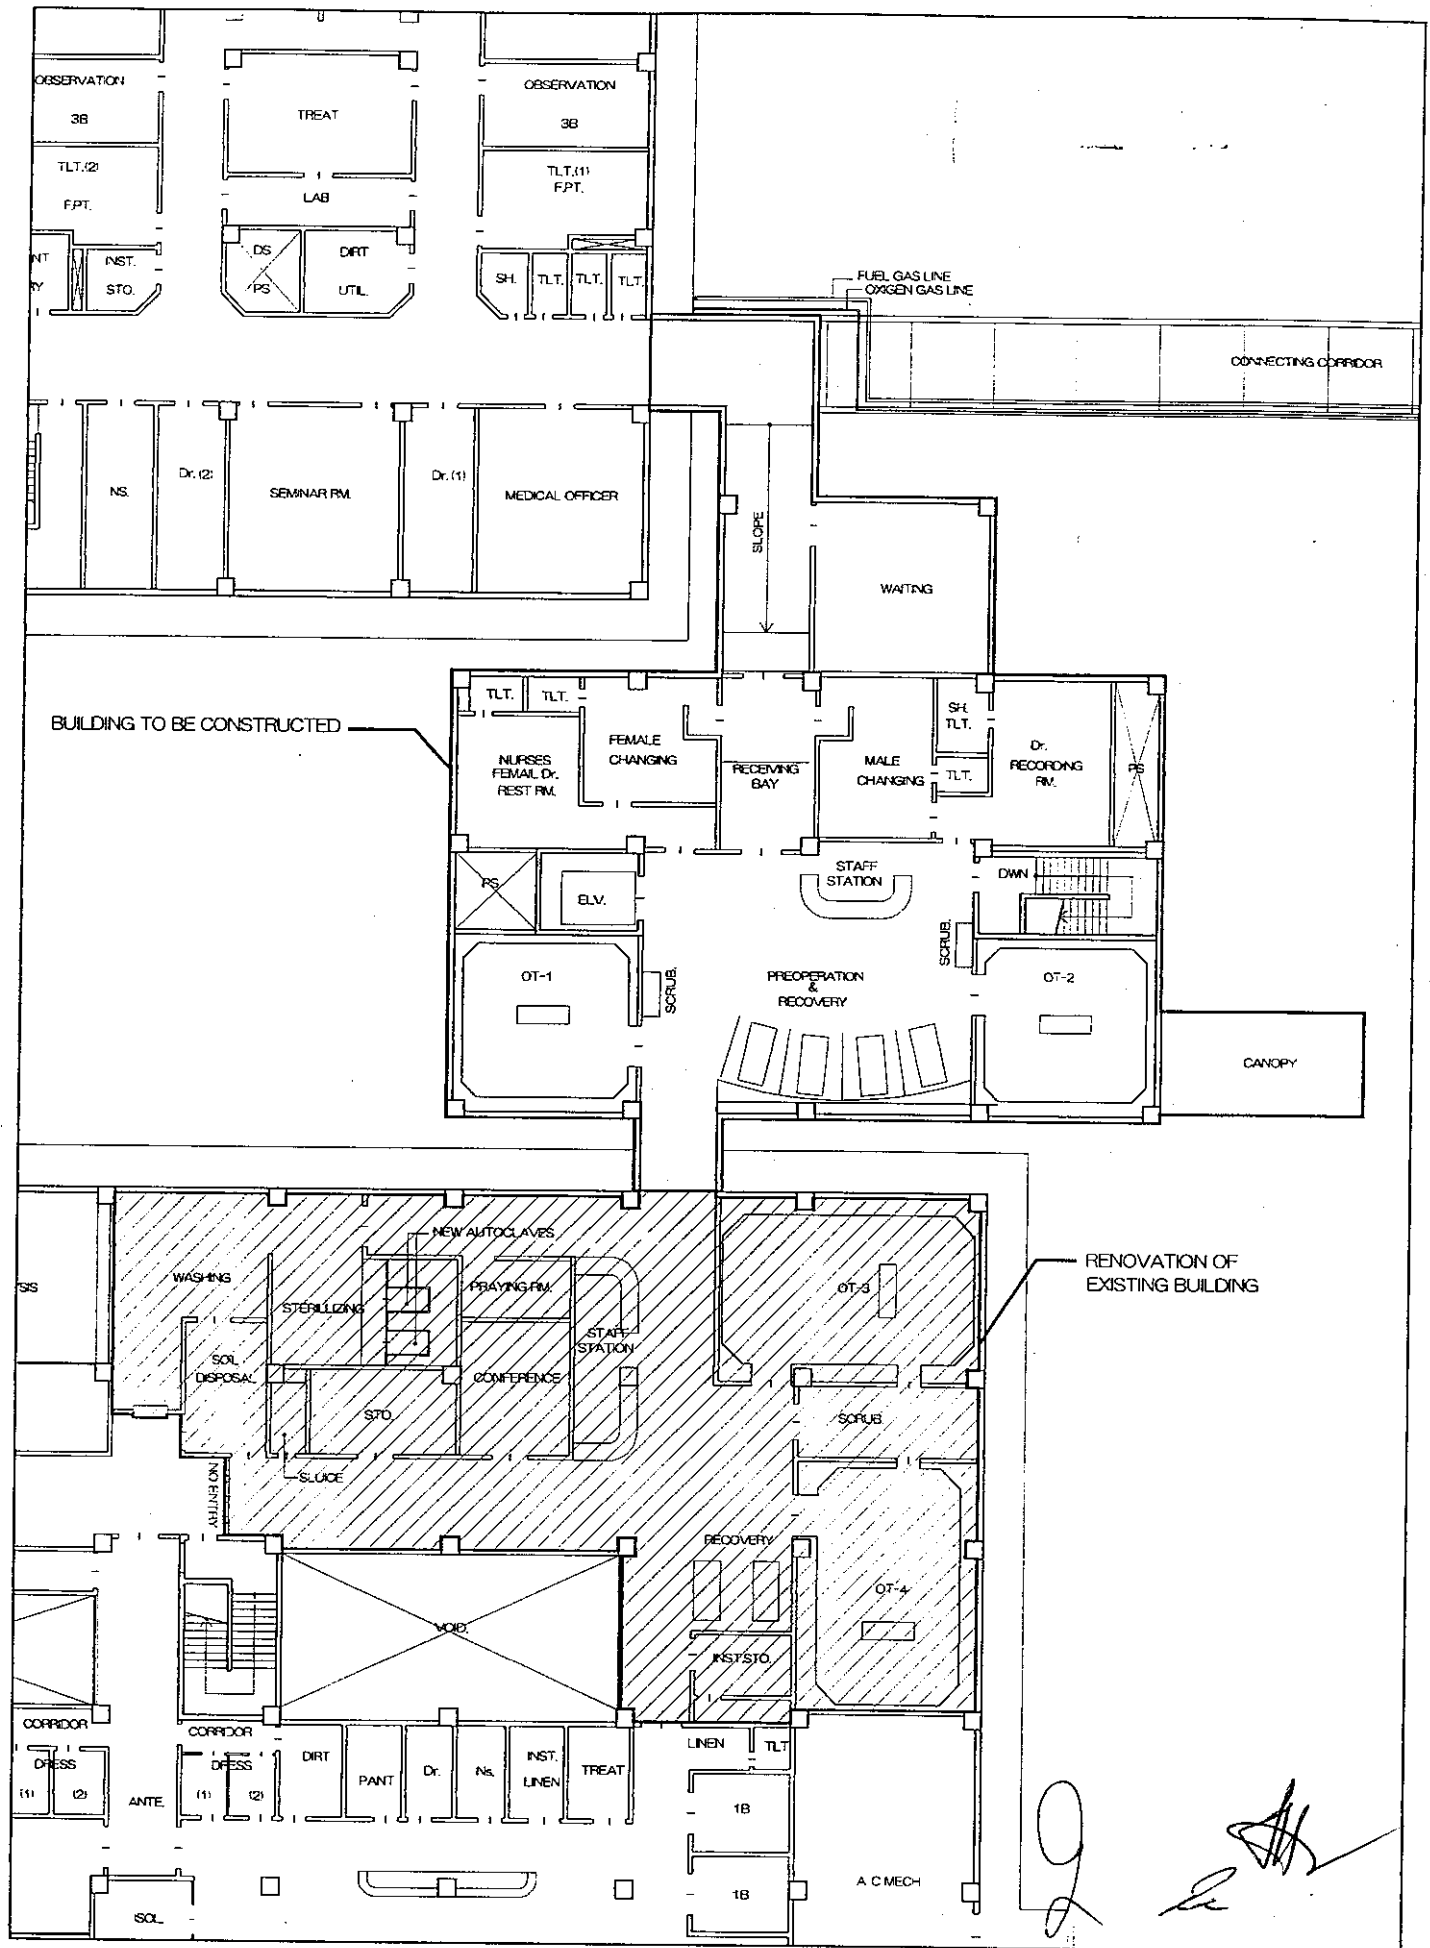 OBSERVATION
3B
TREAT
OBSERVATION
3B
TLT.(2)
F.PT.
LAB
TLT.(1)
F.PT.
NT
RY
INST.
STO.
DS
PS
DIRT
UTIL.
SH.
TLT.
TLT.
TLT.
FUEL GAS LINE
OXIGEN GAS LINE
CONNECTING CORRIDOR
NS.
Dr. (2)
SEMINAR RM.
Dr. (1)
MEDICAL OFFICER
SLOPE
WAITING
BUILDING TO BE CONSTRUCTED
TLT.
TLT.
NURSES
FEMAIL Dr.
REST RM.
FEMALE
CHANGING
RECEIVING
BAY
MALE
CHANGING
SH.
TLT.
TLT.
Dr.
RECORDING
RM.
PS
PS
ELV.
STAFF
STATION
DWN
OT-1
SCRUB.
PREOPERATION
&
RECOVERY
SCRUB.
OT-2
CANOPY
NEW AUTOCLAVES
WASHING
STERILLIZING
PRAYING RM.
OT-3
RENOVATION OF
EXISTING BUILDING
SIS
SOIL
DISPOSAL
STAFF
STATION
CONFERENCE
STO.
SCRUB.
SLUICE
NO ENTRY
RECOVERY
OT-4
VOID.
INST.STO.
CORRIDOR
DRESS
(1)
(2)
ANTE.
CORRIDOR
DRESS
(1)
(2)
DIRT
PANT
Dr.
Ns.
INST.
LINEN
TREAT
LINEN
TLT
1B
1B
A C MECH
ISOL